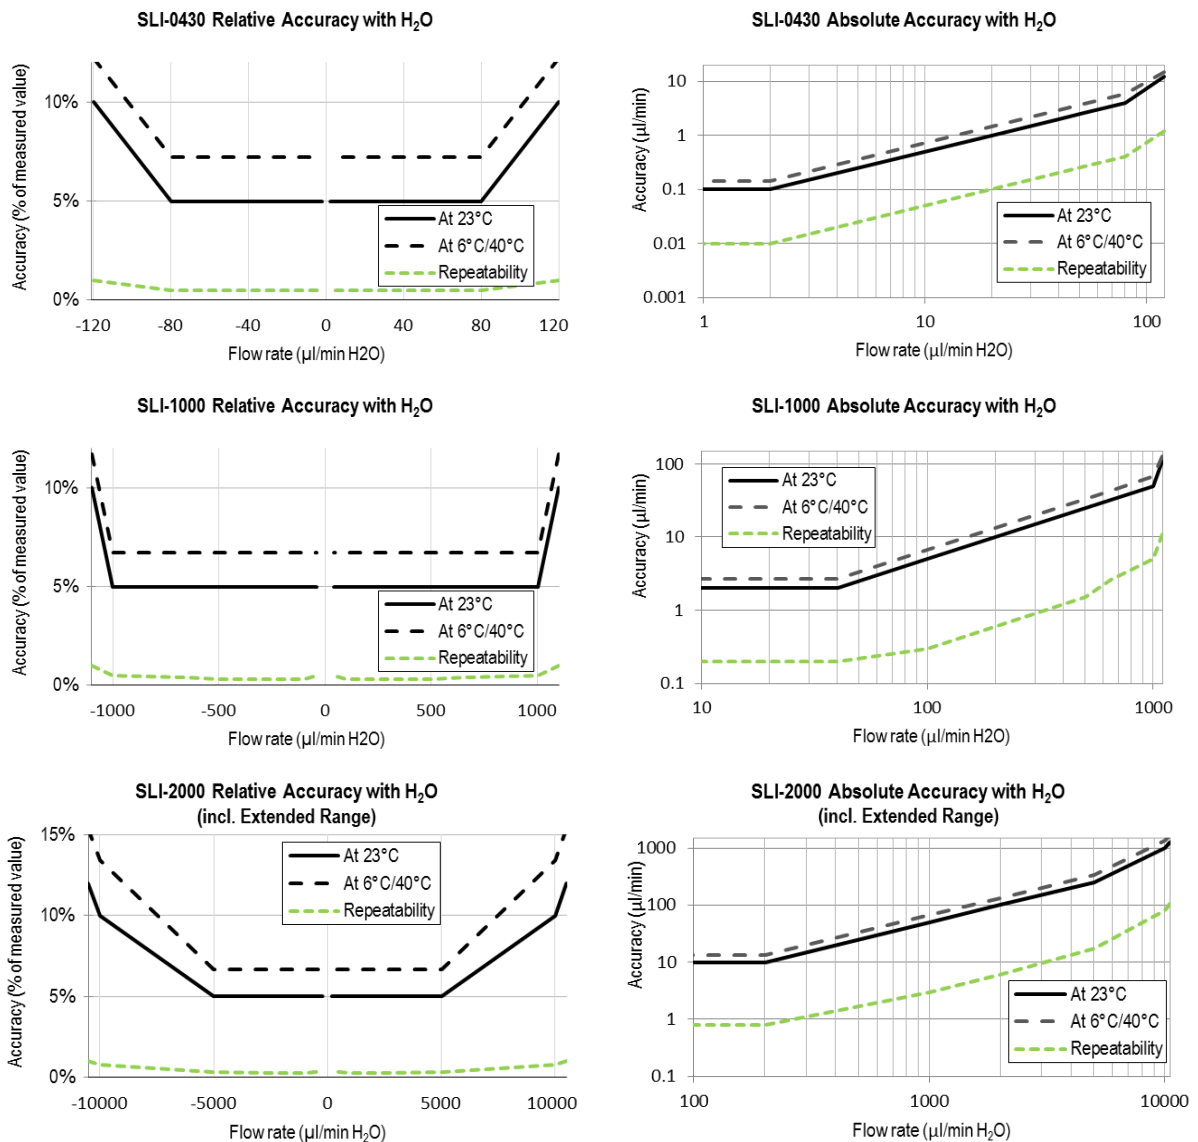 SLI-0430 Relative Accuracy with H₂O
Accuracy (% of measured value)
10%
5%
0%
At 23°C
At 6°C/40°C
Repeatability
-120 -80 -40 0 40 80 120
Flow rate (µl/min H2O)
SLI-0430 Absolute Accuracy with H₂O
Accuracy (µl/min)
10
1
0.1
0.01
0.001
At 23°C
At 6°C/40°C
Repeatability
1 10 100
Flow rate (µl/min H2O)
SLI-1000 Relative Accuracy with H₂O
Accuracy (% of measured value)
10%
5%
0%
At 23°C
At 6°C/40°C
Repeatability
-1000 -500 0 500 1000
Flow rate (µl/min H2O)
SLI-1000 Absolute Accuracy with H₂O
Accuracy (µl/min)
100
10
1
0.1
At 23°C
At 6°C/40°C
Repeatability
10 100 1000
Flow rate (µl/min H2O)
SLI-2000 Relative Accuracy with H₂O
(incl. Extended Range)
Accuracy (% of measured value)
15%
10%
5%
0%
At 23°C
At 6°C/40°C
Repeatability
-10000 -5000 0 5000 10000
Flow rate (µl/min H₂O)
SLI-2000 Absolute Accuracy with H₂O
(incl. Extended Range)
Accuracy (µl/min)
1000
100
10
1
0.1
At 23°C
At 6°C/40°C
Repeatability
100 1000 10000
Flow rate (µl/min H₂O)